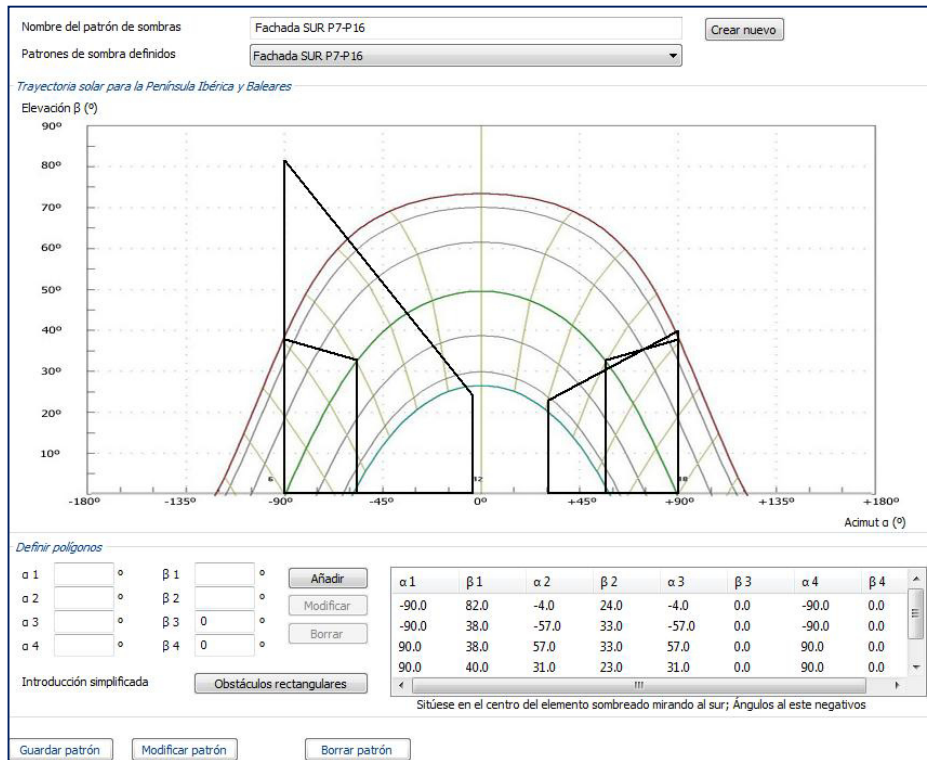 Nombre del patrón de sombras Fachada SUR P7-P16 Crear nuevo
Patrones de sombra definidos Fachada SUR P7-P16
Trayectoria solar para la Península Ibérica y Baleares
Elevación β (º)
90º
80º
70º
60º
50º
40º
30º
20º
10º
6 12 18
-180º -135º -90º -45º 0º +45º +90º +135º +180º
Acimut α (º)
Definir polígonos
α 1 º β 1 º Añadir
α 2 º β 2 º Modificar
α 3 º β 3 0 º Borrar
α 4 º β 4 0 º
Introducción simplificada Obstáculos rectangulares
α 1 β 1 α 2 β 2 α 3 β 3 α 4 β 4
-90.0 82.0 -4.0 24.0 -4.0 0.0 -90.0 0.0
-90.0 38.0 -57.0 33.0 -57.0 0.0 -90.0 0.0
90.0 38.0 57.0 33.0 57.0 0.0 90.0 0.0
90.0 40.0 31.0 23.0 31.0 0.0 90.0 0.0
Sitúese en el centro del elemento sombreado mirando al sur; Ángulos al este negativos
Guardar patrón Modificar patrón Borrar patrón